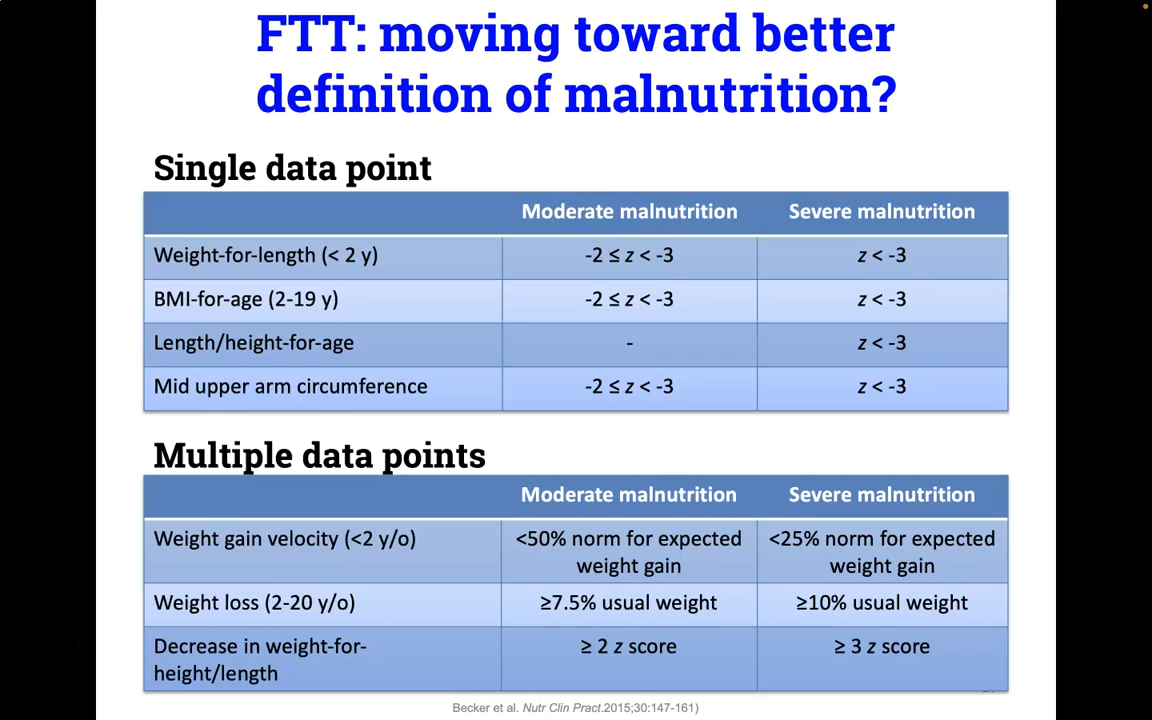 FTT: moving toward better
definition of malnutrition?
Single data point
Moderate malnutrition Severe malnutrition
Weight-for-length (< 2 y) -2 ≤ z < -3 z < -3
BMI-for-age (2-19 y) -2 ≤ z < -3 z < -3
Length/height-for-age - z < -3
Mid upper arm circumference -2 ≤ z < -3 z < -3
Multiple data points
Moderate malnutrition Severe malnutrition
Weight gain velocity (<2 y/o) <50% norm for expected <25% norm for expected
weight gain weight gain
Weight loss (2-20 y/o) ≥7.5% usual weight ≥10% usual weight
Decrease in weight-for- ≥ 2 z score ≥ 3 z score
height/length
Becker et al. Nutr Clin Pract.2015;30:147-161)